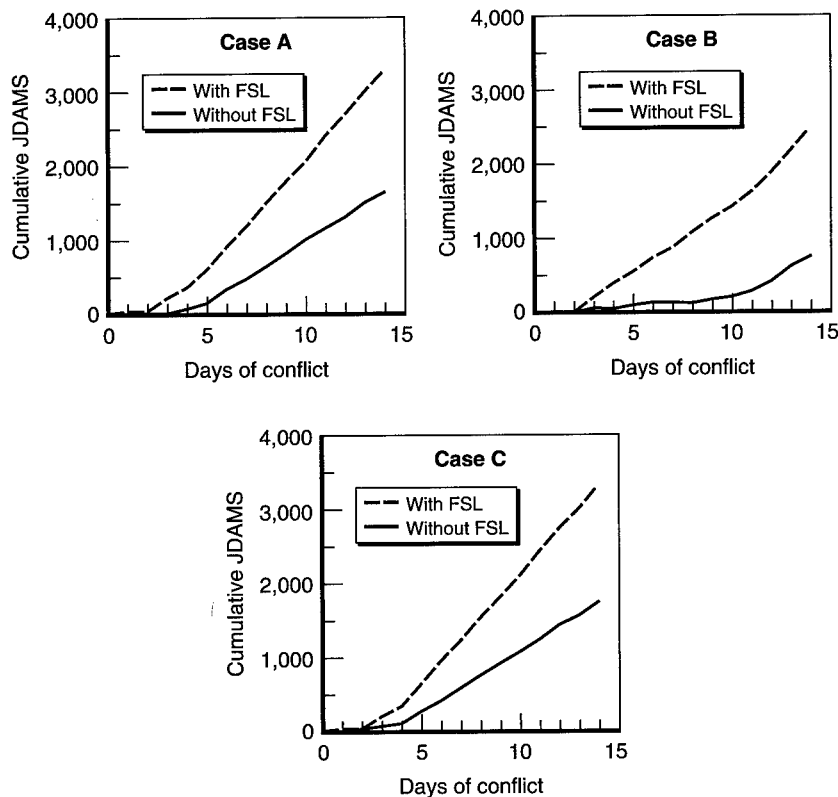 Case A
With FSL
Without FSL
Cumulative JDAMS
4,000
3,000
2,000
1,000
0
0 5 10 15
Days of conflict
Case B
With FSL
Without FSL
Cumulative JDAMS
4,000
3,000
2,000
1,000
0
0 5 10 15
Days of conflict
Case C
With FSL
Without FSL
Cumulative JDAMS
4,000
3,000
2,000
1,000
0
0 5 10 15
Days of conflict